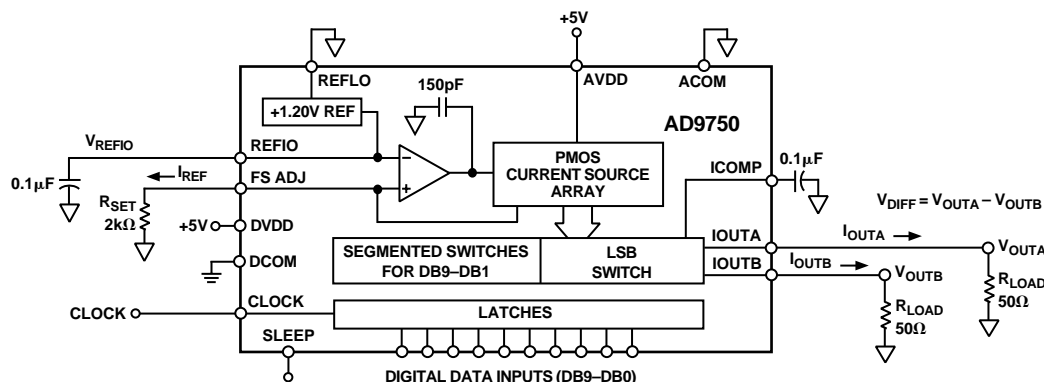 +5V
REFLO
AVDD
ACOM
150pF
+1.20V REF
AD9750
V_REFIO
REFIO
0.1µF
I_REF
FS ADJ
PMOS
CURRENT SOURCE
ARRAY
ICOMP
0.1µF
R_SET
2kΩ
V_DIFF = V_OUTA – V_OUTB
+5V
DVDD
DCOM
SEGMENTED SWITCHES
FOR DB9–DB1
LSB
SWITCH
IOUTA
IOUTB
I_OUTA
I_OUTB
V_OUTA
V_OUTB
R_LOAD
50Ω
R_LOAD
50Ω
CLOCK
CLOCK
LATCHES
SLEEP
DIGITAL DATA INPUTS (DB9–DB0)